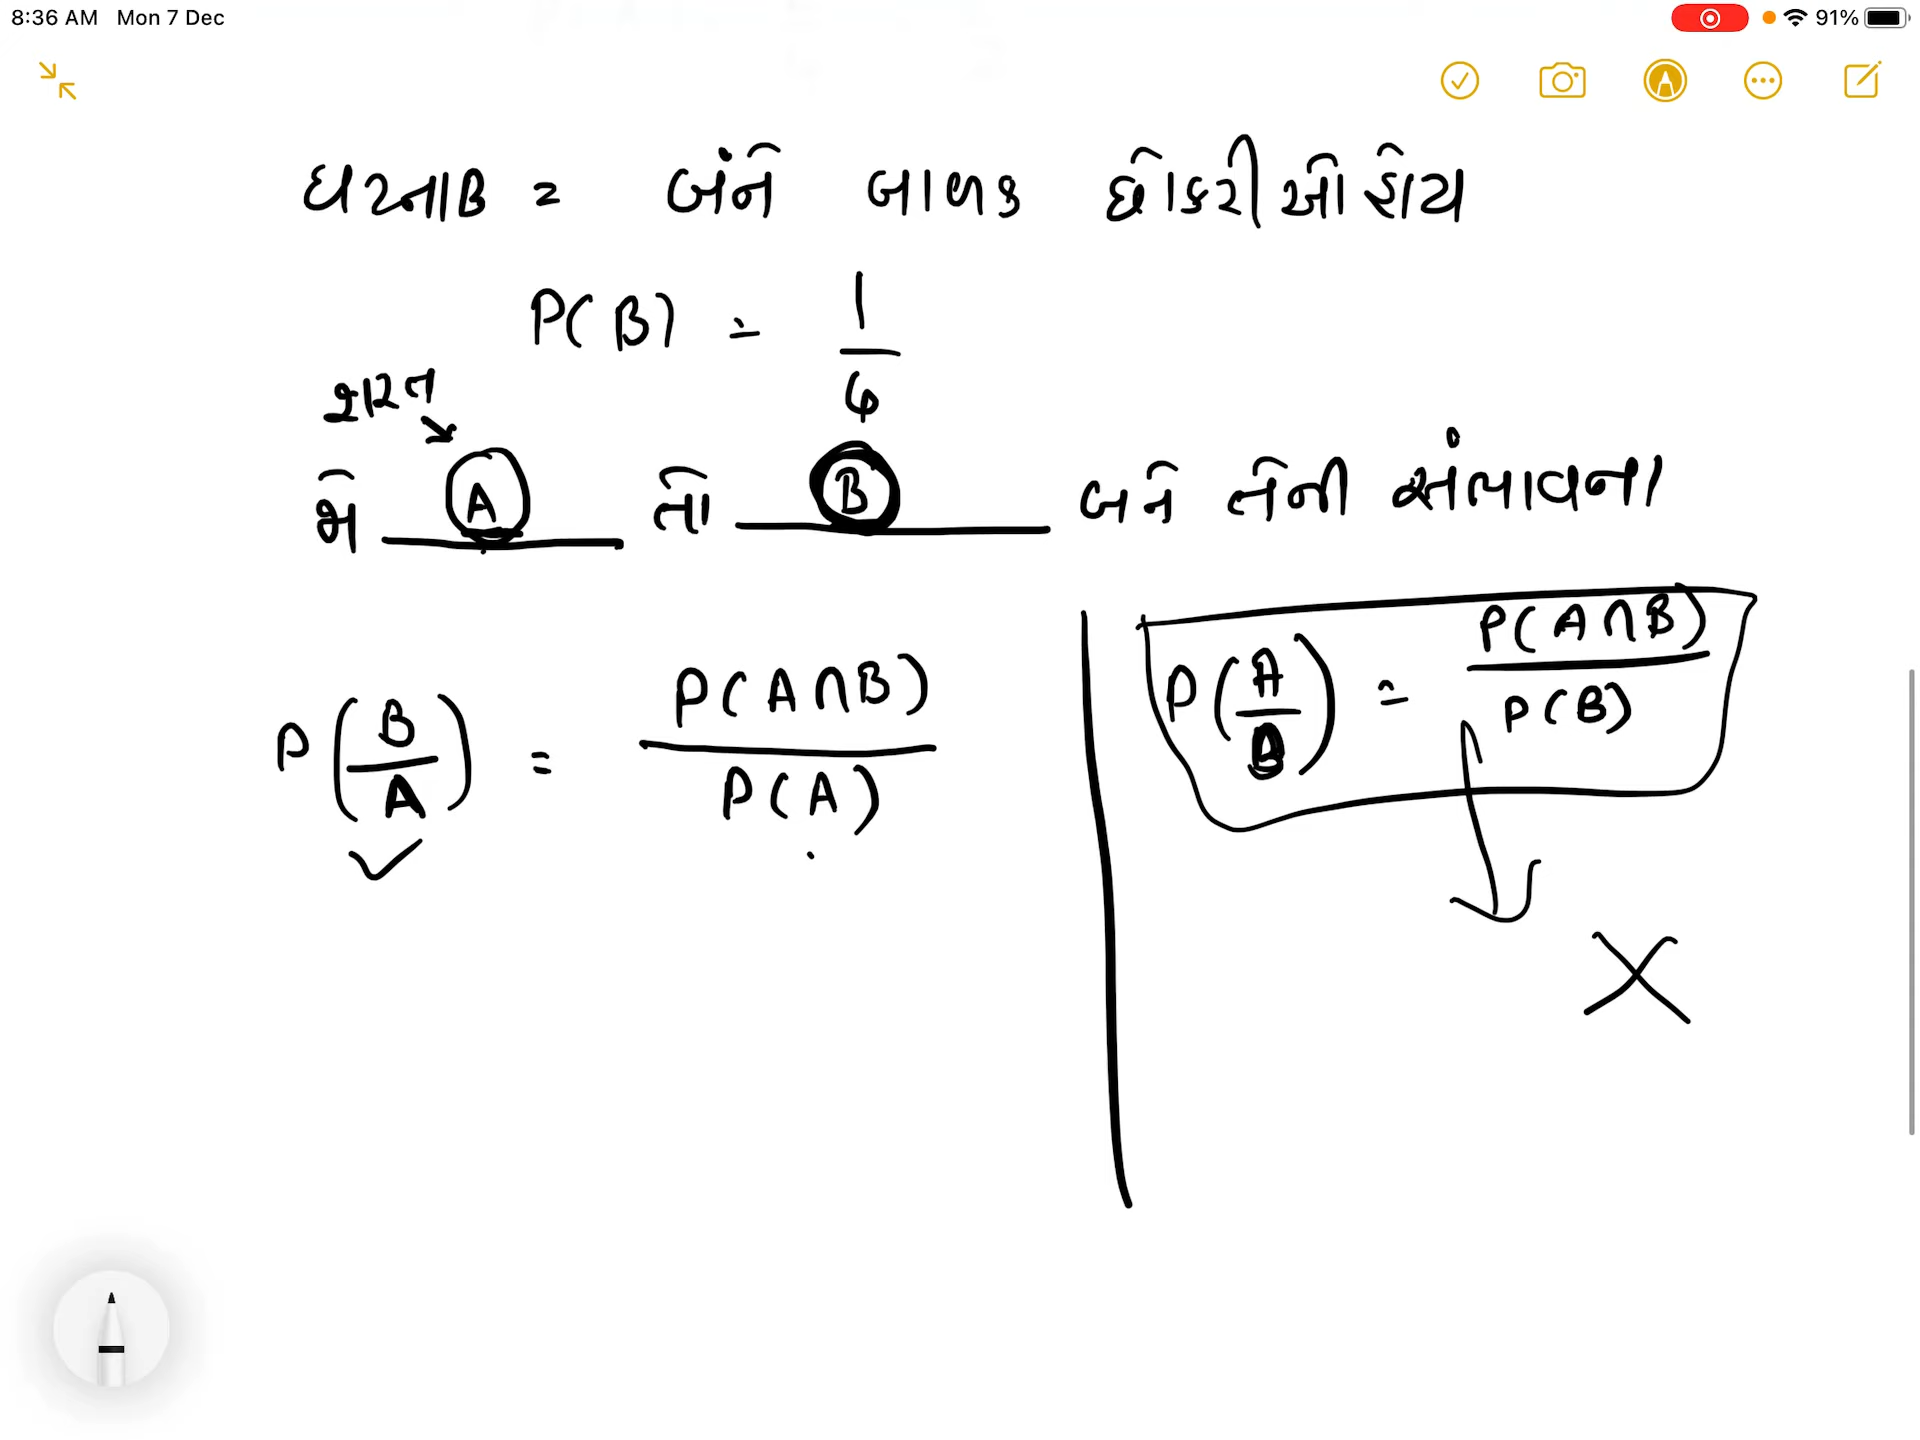 8:36 AM Mon 7 Dec
91%
ઘટના B = બંને બાળક છોકરીઓ હોય
P(B) = 1/4
શરત
જો A તો B બને તેની સંભાવના
P(B/A) = P(A∩B)/P(A)
P(A/B) = P(A∩B)/P(B)
X